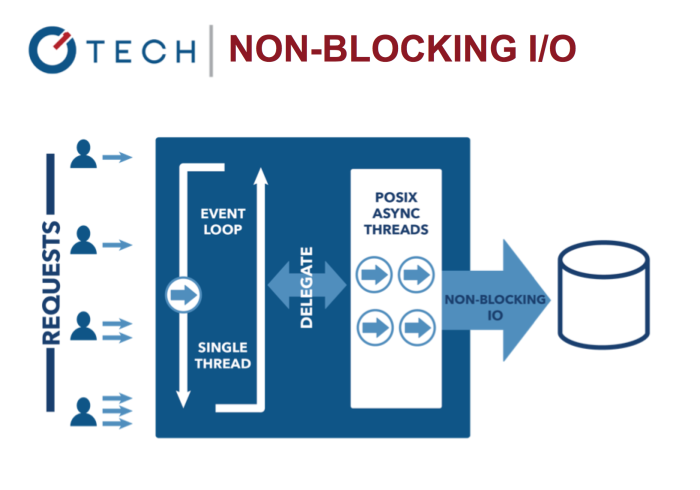 TECH
NON-BLOCKING I/O
REQUESTS
EVENT
LOOP
SINGLE
THREAD
DELEGATE
POSIX
ASYNC
THREADS
NON-BLOCKING
IO